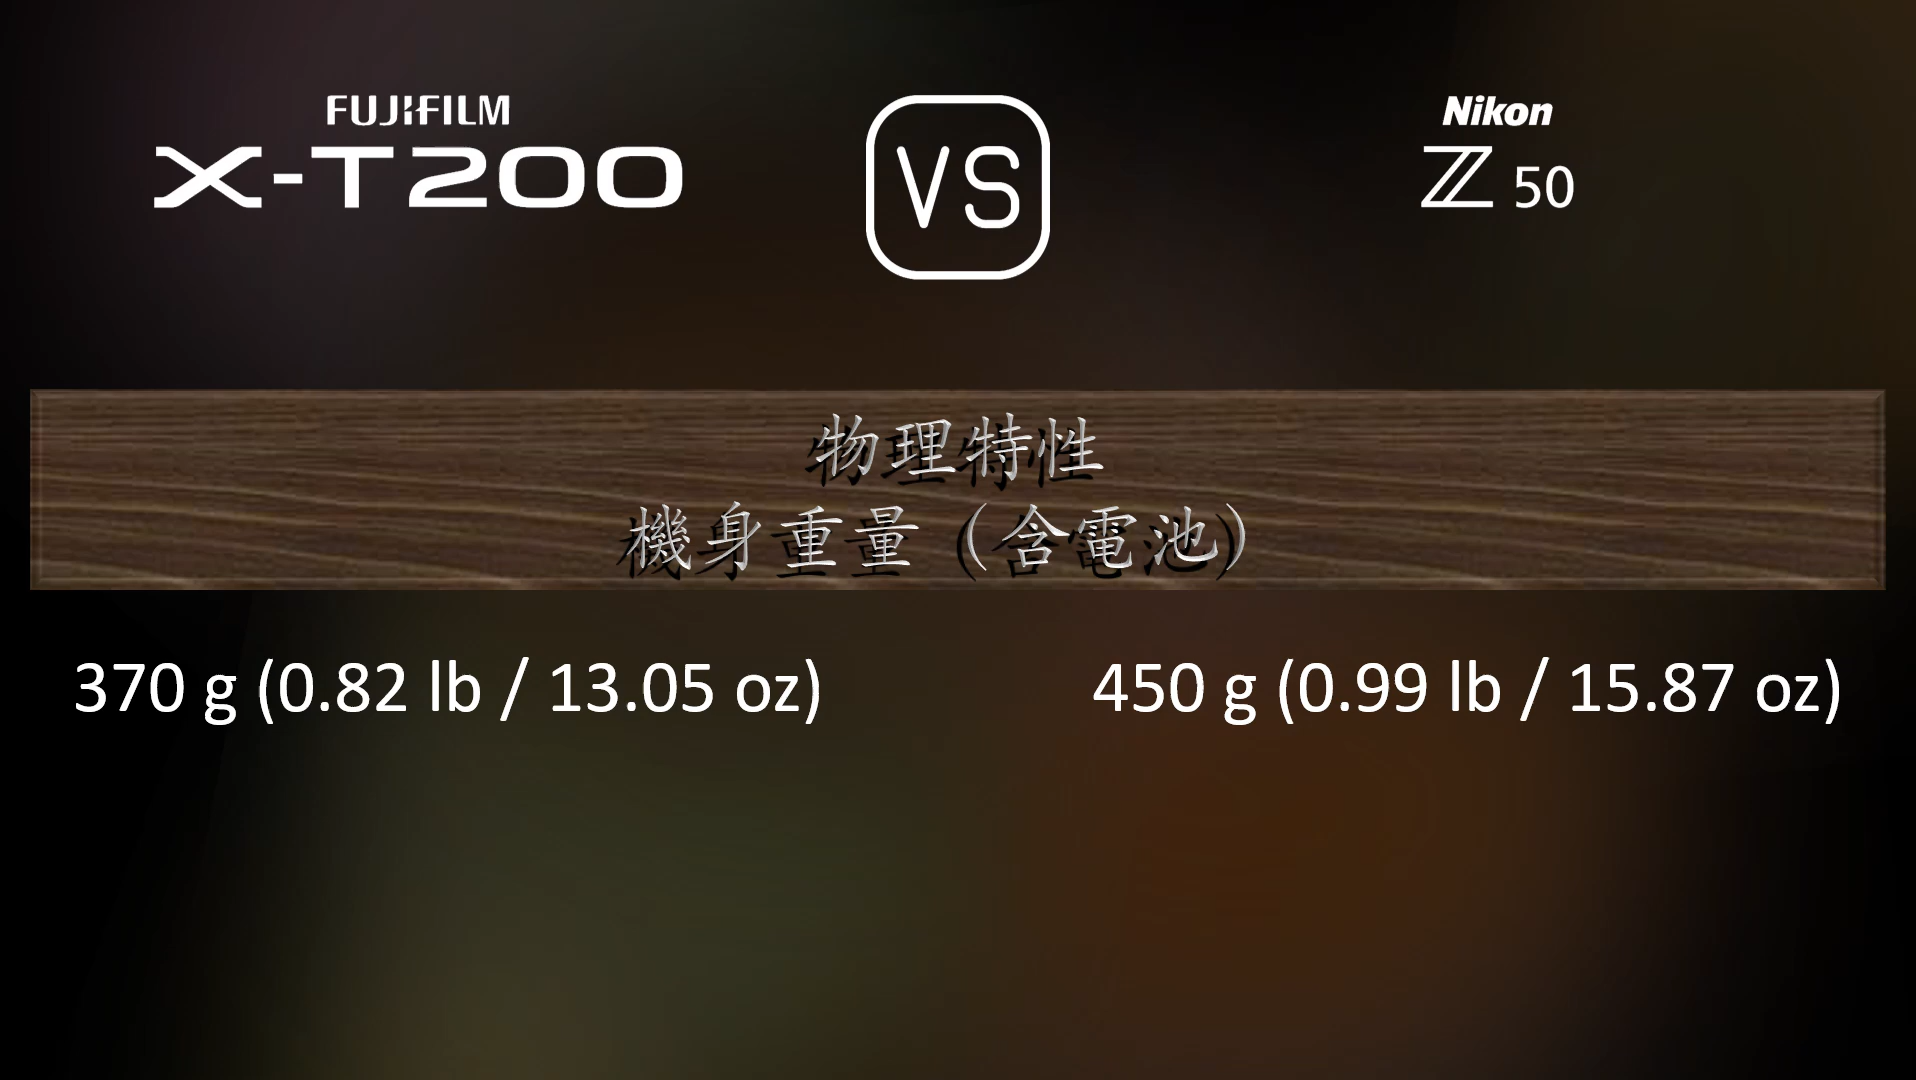 FUJIFILM
X-T200
VS
Nikon
Z 50
物理特性
機身重量（含電池）
370 g (0.82 lb / 13.05 oz)
450 g (0.99 lb / 15.87 oz)